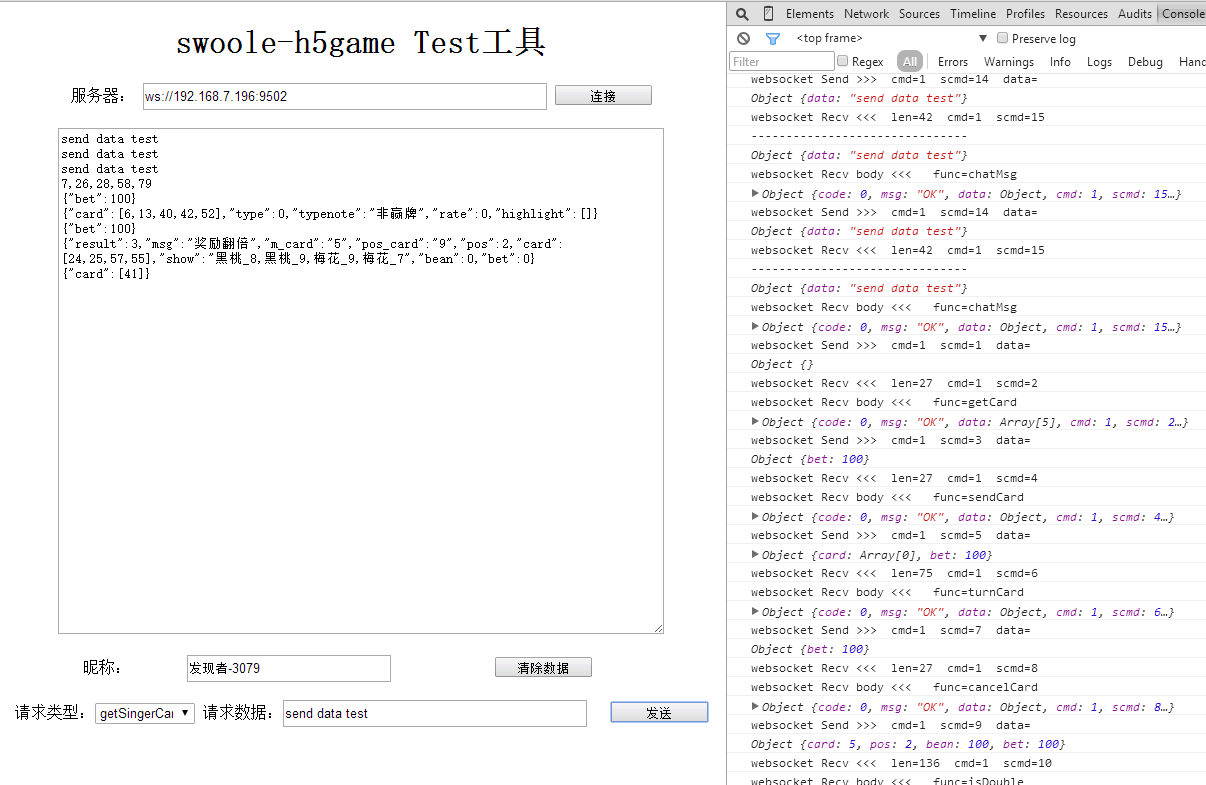 swoole-h5game Test工具
服务器： ws://192.168.7.196:9502 连接
send data test
send data test
send data test
7,26,28,58,79
{"bet":100}
{"card":[6,13,40,42,52],"type":0,"typenote":"非赢牌","rate":0,"highlight":[]}
{"bet":100}
{"result":3,"msg":"奖励翻倍","m_card":"5","pos_card":"9","pos":2,"card":
[24,25,57,55],"show":"黑桃_8,黑桃_9,梅花_9,梅花_7","bean":0,"bet":0}
{"card":[41]}
昵称： 发现者-3079 清除数据
请求类型： getSingerCar 请求数据： send data test 发送
Elements Network Sources Timeline Profiles Resources Audits Console
<top frame> ▼ Preserve log
Filter Regex All Errors Warnings Info Logs Debug Hand
websocket Send >>> cmd=1 scmd=14 data=
Object {data: "send data test"}
websocket Recv <<< len=42 cmd=1 scmd=15
-------------------------------
Object {data: "send data test"}
websocket Recv body <<< func=chatMsg
▶Object {code: 0, msg: "OK", data: Object, cmd: 1, scmd: 15…}
websocket Send >>> cmd=1 scmd=14 data=
Object {data: "send data test"}
websocket Recv <<< len=42 cmd=1 scmd=15
-------------------------------
Object {data: "send data test"}
websocket Recv body <<< func=chatMsg
▶Object {code: 0, msg: "OK", data: Object, cmd: 1, scmd: 15…}
websocket Send >>> cmd=1 scmd=1 data=
Object {}
websocket Recv <<< len=27 cmd=1 scmd=2
websocket Recv body <<< func=getCard
▶Object {code: 0, msg: "OK", data: Array[5], cmd: 1, scmd: 2…}
websocket Send >>> cmd=1 scmd=3 data=
Object {bet: 100}
websocket Recv <<< len=27 cmd=1 scmd=4
websocket Recv body <<< func=sendCard
▶Object {code: 0, msg: "OK", data: Object, cmd: 1, scmd: 4…}
websocket Send >>> cmd=1 scmd=5 data=
▶Object {card: Array[0], bet: 100}
websocket Recv <<< len=75 cmd=1 scmd=6
websocket Recv body <<< func=turnCard
▶Object {code: 0, msg: "OK", data: Object, cmd: 1, scmd: 6…}
websocket Send >>> cmd=1 scmd=7 data=
Object {bet: 100}
websocket Recv <<< len=27 cmd=1 scmd=8
websocket Recv body <<< func=cancelCard
▶Object {code: 0, msg: "OK", data: Object, cmd: 1, scmd: 8…}
websocket Send >>> cmd=1 scmd=9 data=
Object {card: 5, pos: 2, bean: 100, bet: 100}
websocket Recv <<< len=136 cmd=1 scmd=10
websocket Recv body <<< func=isDouble